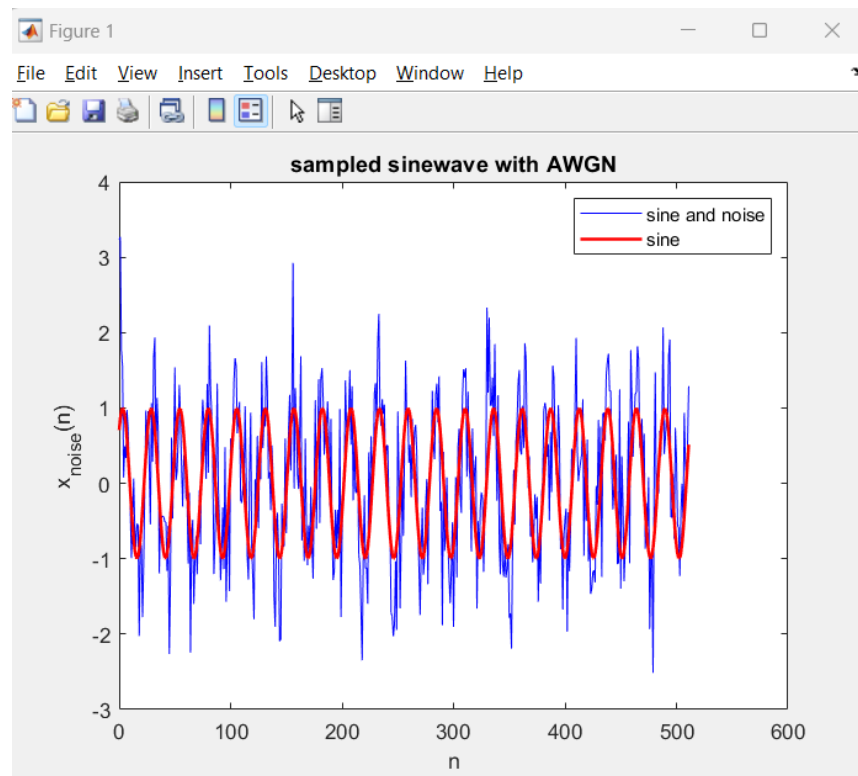 Figure 1
File Edit View Insert Tools Desktop Window Help
sampled sinewave with AWGN
4
sine and noise
sine
3
2
1
0
-1
-2
-3
x_noise(n)
0 100 200 300 400 500 600
n